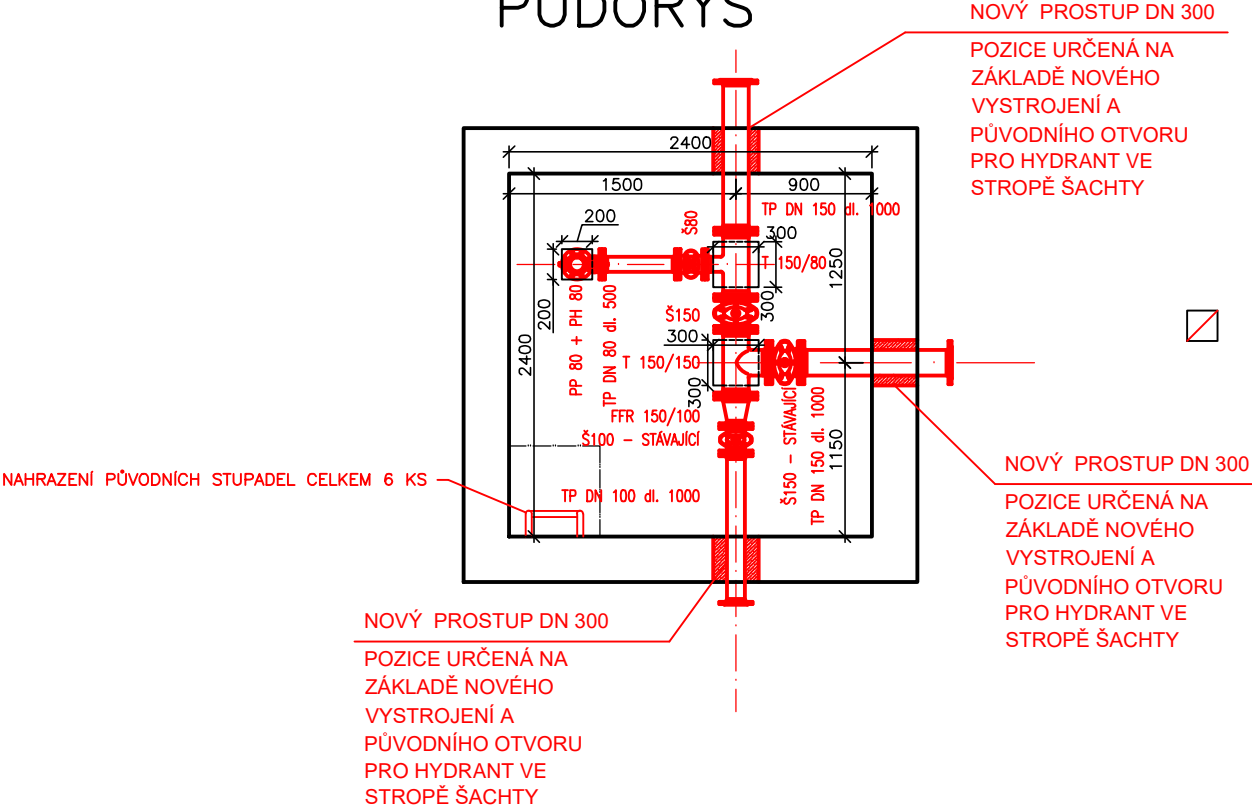 PŮDORYS
NOVÝ PROSTUP DN 300
POZICE URČENÁ NA
ZÁKLADĚ NOVÉHO
VYSTROJENÍ A
PŮVODNÍHO OTVORU
PRO HYDRANT VE
STROPĚ ŠACHTY
2400
1500
900
TP DN 150 dl. 1000
200
Š80
300
T 150/80
1250
200
300
Š150
300
2400
T 150/150
300
PP 80 + PH 80
TP DN 80 dl. 500
FFR 150/100
Š100 - STÁVAJÍCÍ
Š150 - STÁVAJÍCÍ
TP DN 150 dl. 1000
1150
TP DN 100 dl. 1000
NAHRAZENÍ PŮVODNÍCH STUPADEL CELKEM 6 KS
NOVÝ PROSTUP DN 300
POZICE URČENÁ NA
ZÁKLADĚ NOVÉHO
VYSTROJENÍ A
PŮVODNÍHO OTVORU
PRO HYDRANT VE
STROPĚ ŠACHTY
NOVÝ PROSTUP DN 300
POZICE URČENÁ NA
ZÁKLADĚ NOVÉHO
VYSTROJENÍ A
PŮVODNÍHO OTVORU
PRO HYDRANT VE
STROPĚ ŠACHTY